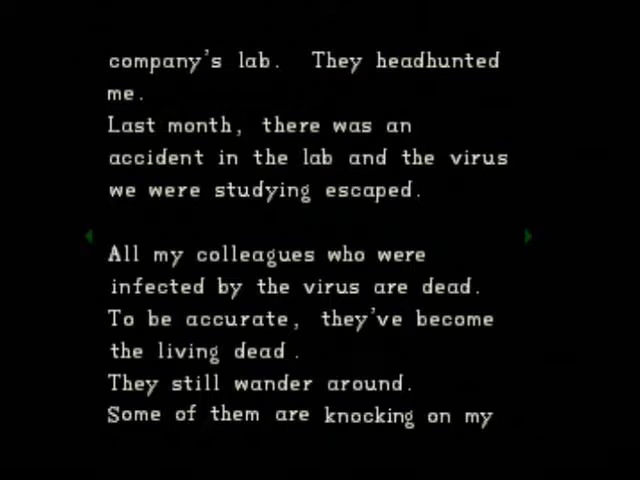 company's lab. They headhunted
me.
Last month, there was an
accident in the lab and the virus
we were studying escaped.
All my colleagues who were
infected by the virus are dead.
To be accurate, they've become
the living dead.
They still wander around.
Some of them are knocking on my